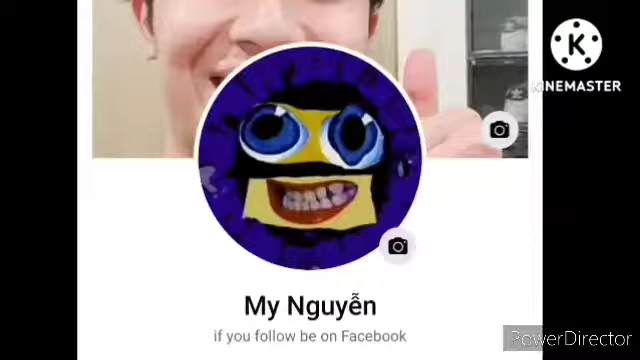 KINEMASTER
My Nguyễn
if you follow be on Facebook
PowerDirector